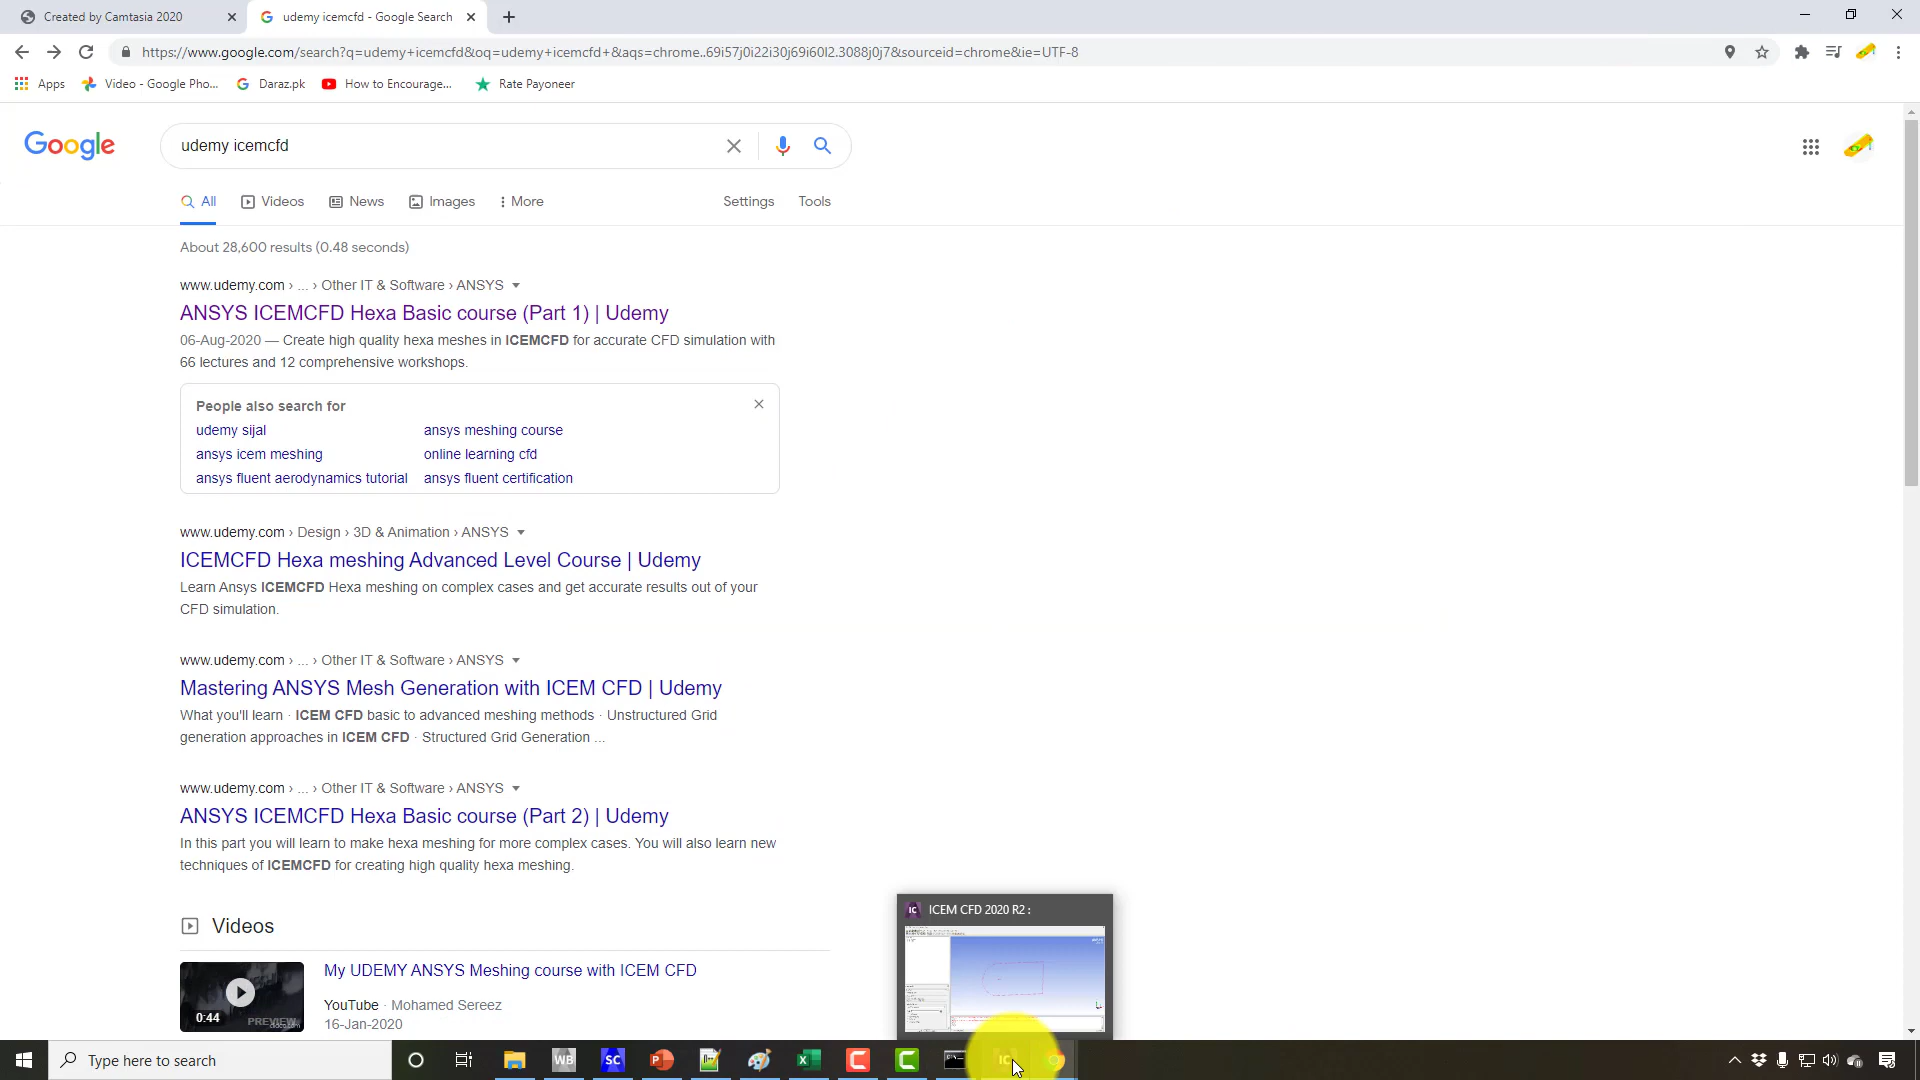 Created by Camtasia 2020
udemy icemcfd - Google Search
https://www.google.com/search?q=udemy+icemcfd&oq=udemy+icemcfd+&aqs=chrome..69i57j0i22i30j69i60l2.3088j0j7&sourceid=chrome&ie=UTF-8
Apps
Video - Google Pho...
Daraz.pk
How to Encourage...
Rate Payoneer
Google
udemy icemcfd
All
Videos
News
Images
More
Settings
Tools
About 28,600 results (0.48 seconds)
www.udemy.com › ... › Other IT & Software › ANSYS
ANSYS ICEMCFD Hexa Basic course (Part 1) | Udemy
06-Aug-2020 — Create high quality hexa meshes in ICEMCFD for accurate CFD simulation with
66 lectures and 12 comprehensive workshops.
People also search for
udemy sijal
ansys meshing course
ansys icem meshing
online learning cfd
ansys fluent aerodynamics tutorial
ansys fluent certification
www.udemy.com › Design › 3D & Animation › ANSYS
ICEMCFD Hexa meshing Advanced Level Course | Udemy
Learn Ansys ICEMCFD Hexa meshing on complex cases and get accurate results out of your
CFD simulation.
www.udemy.com › ... › Other IT & Software › ANSYS
Mastering ANSYS Mesh Generation with ICEM CFD | Udemy
What you'll learn · ICEM CFD basic to advanced meshing methods · Unstructured Grid
generation approaches in ICEM CFD · Structured Grid Generation ...
www.udemy.com › ... › Other IT & Software › ANSYS
ANSYS ICEMCFD Hexa Basic course (Part 2) | Udemy
In this part you will learn to make hexa meshing for more complex cases. You will also learn new
techniques of ICEMCFD for creating high quality hexa meshing.
IC
ICEM CFD 2020 R2 :
Videos
My UDEMY ANSYS Meshing course with ICEM CFD
YouTube · Mohamed Sereez
16-Jan-2020
0:44
PREVIEW
Type here to search
WB
SC
IC